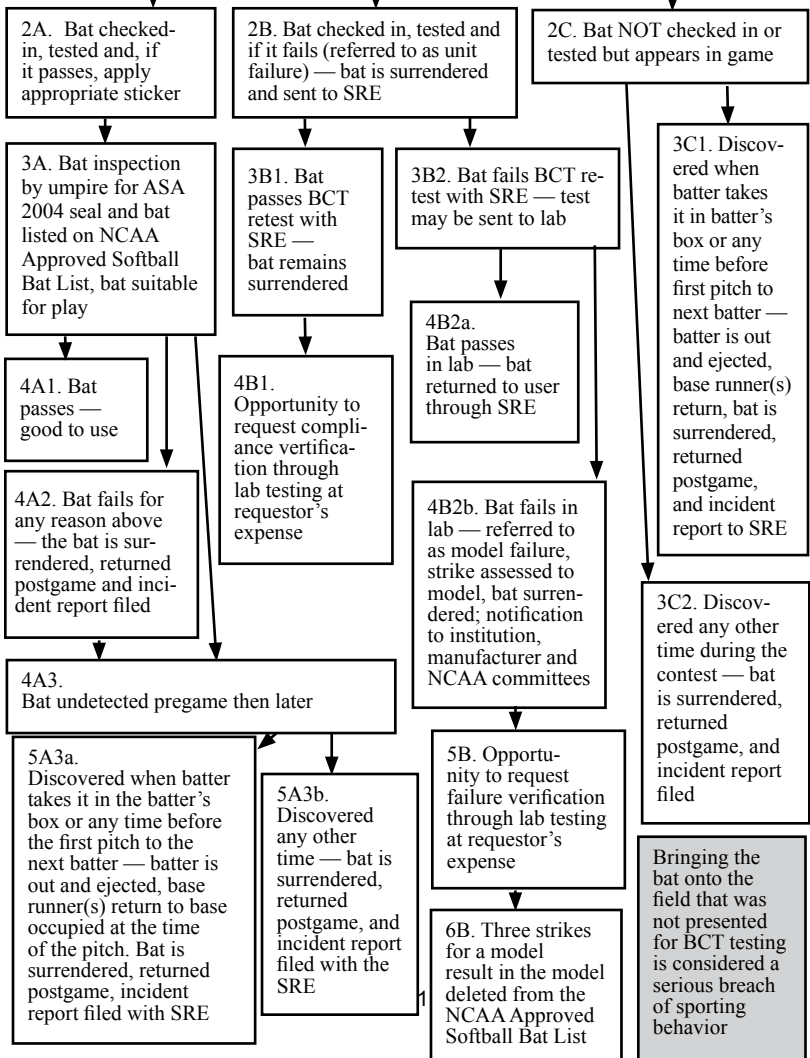 2A. Bat checked-
in, tested and, if
it passes, apply
appropriate sticker
2B. Bat checked in, tested and
if it fails (referred to as unit
failure) — bat is surrendered
and sent to SRE
2C. Bat NOT checked in or
tested but appears in game
3A. Bat inspection
by umpire for ASA
2004 seal and bat
listed on NCAA
Approved Softball
Bat List, bat suitable
for play
3B1. Bat
passes BCT
retest with
SRE —
bat remains
surrendered
3B2. Bat fails BCT re-
test with SRE — test
may be sent to lab
3C1. Discov-
ered when
batter takes
it in batter’s
box or any
time before
first pitch to
next batter —
batter is out
and ejected,
base runner(s)
return, bat is
surrendered,
returned
postgame,
and incident
report to SRE
4A1. Bat
passes —
good to use
4B1.
Opportunity to
request compli-
ance vertifica-
tion through
lab testing at
requestor’s
expense
4B2a.
Bat passes
in lab — bat
returned to user
through SRE
4A2. Bat fails for
any reason above
— the bat is sur-
rendered, returned
postgame and inci-
dent report filed
4B2b. Bat fails in
lab — referred to
as model failure,
strike assessed to
model, bat surren-
dered; notification
to institution,
manufacturer and
NCAA committees
3C2. Discov-
ered any other
time during the
contest — bat
is surrendered,
returned
postgame, and
incident report
filed
4A3.
Bat undetected pregame then later
5A3a.
Discovered when batter
takes it in the batter’s
box or any time before
the first pitch to the
next batter — batter is
out and ejected, base
runner(s) return to base
occupied at the time
of the pitch. Bat is
surrendered, returned
postgame, incident
report filed with SRE
5A3b.
Discovered
any other
time — bat is
surrendered,
returned
postgame, and
incident report
filed with the
SRE
5B. Opportu-
nity to request
failure verification
through lab testing
at requestor’s
expense
6B. Three strikes
for a model
result in the model
deleted from the
NCAA Approved
Softball Bat List
Bringing the
bat onto the
field that was
not presented
for BCT testing
is considered a
serious breach
of sporting
behavior
1